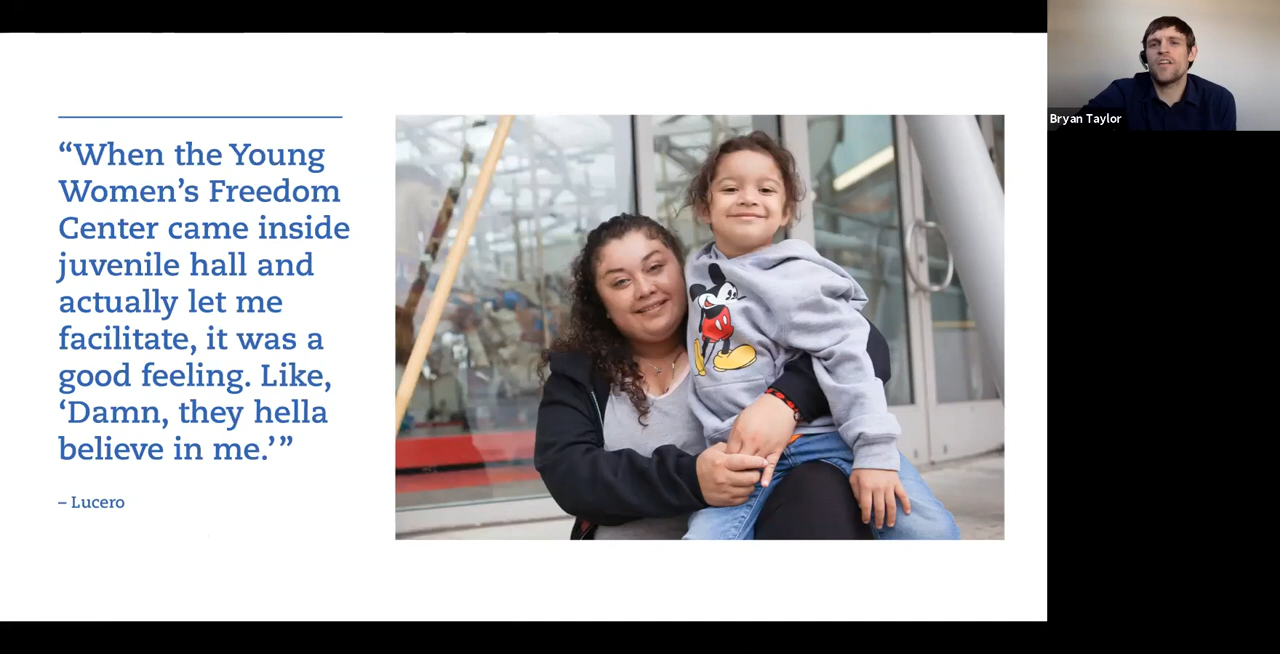 “When the Young
Women’s Freedom
Center came inside
juvenile hall and
actually let me
facilitate, it was a
good feeling. Like,
‘Damn, they hella
believe in me.’”
– Lucero
Bryan Taylor